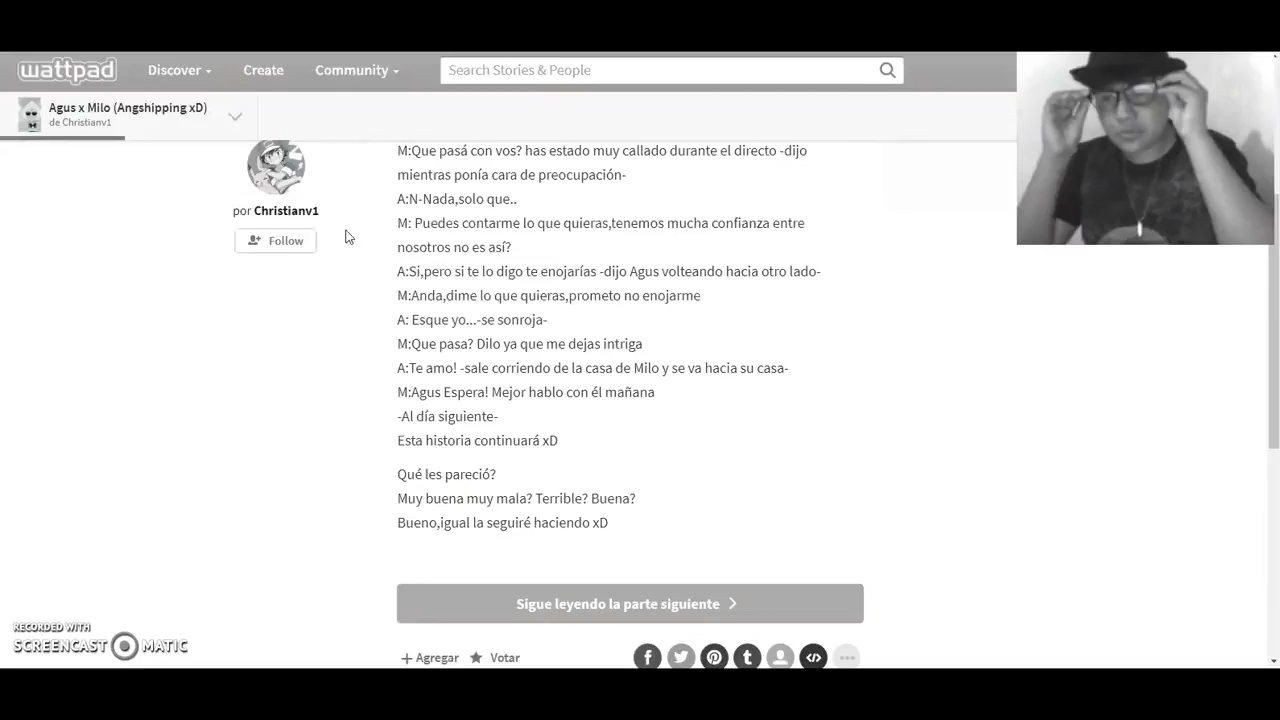 wattpad
Discover
Create
Community
Search Stories & People
Agus x Milo (Angshipping xD)
de Christianv1
por Christianv1
Follow
M:Que pasá con vos? has estado muy callado durante el directo -dijo
mientras ponía cara de preocupación-
A:N-Nada,solo que..
M: Puedes contarme lo que quieras,tenemos mucha confianza entre
nosotros no es así?
A:Si,pero si te lo digo te enojarías -dijo Agus volteando hacia otro lado-
M:Anda,dime lo que quieras,prometo no enojarme
A: Esque yo...-se sonroja-
M:Que pasa? Dilo ya que me dejas intriga
A:Te amo! -sale corriendo de la casa de Milo y se va hacia su casa-
M:Agus Espera! Mejor hablo con él mañana
-Al día siguiente-
Esta historia continuará xD
Qué les pareció?
Muy buena muy mala? Terrible? Buena?
Bueno,igual la seguiré haciendo xD
Sigue leyendo la parte siguiente
Agregar
Votar
RECORDED WITH
SCREENCAST MATIC